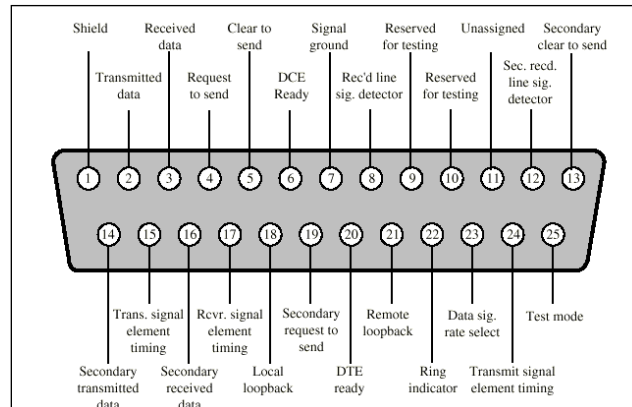 Shield
Received
data
Clear to
send
Signal
ground
Reserved
for testing
Unassigned
Secondary
clear to send
Transmitted
data
Request
to send
DCE
Ready
Rec'd line
sig. detector
Reserved
for testing
Sec. recd.
line sig.
detector
1 2 3 4 5 6 7 8 9 10 11 12 13
14 15 16 17 18 19 20 21 22 23 24 25
Trans. signal
element
timing
Rcvr. signal
element
timing
Secondary
request to
send
Remote
loopback
Data sig.
rate select
Test mode
Secondary
transmitted
data
Secondary
received
data
Local
loopback
DTE
ready
Ring
indicator
Transmit signal
element timing